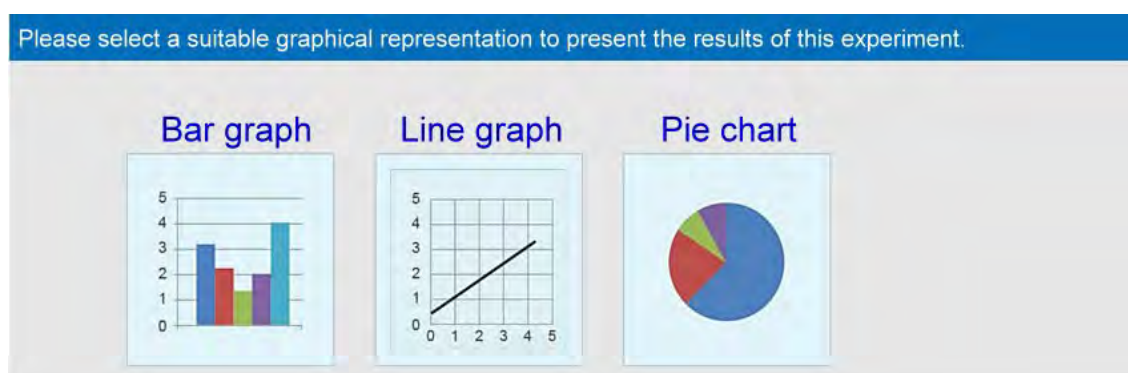 Please select a suitable graphical representation to present the results of this experiment.
Bar graph
Line graph
Pie chart
5
4
3
2
1
0
5
4
3
2
1
0
0 1 2 3 4 5